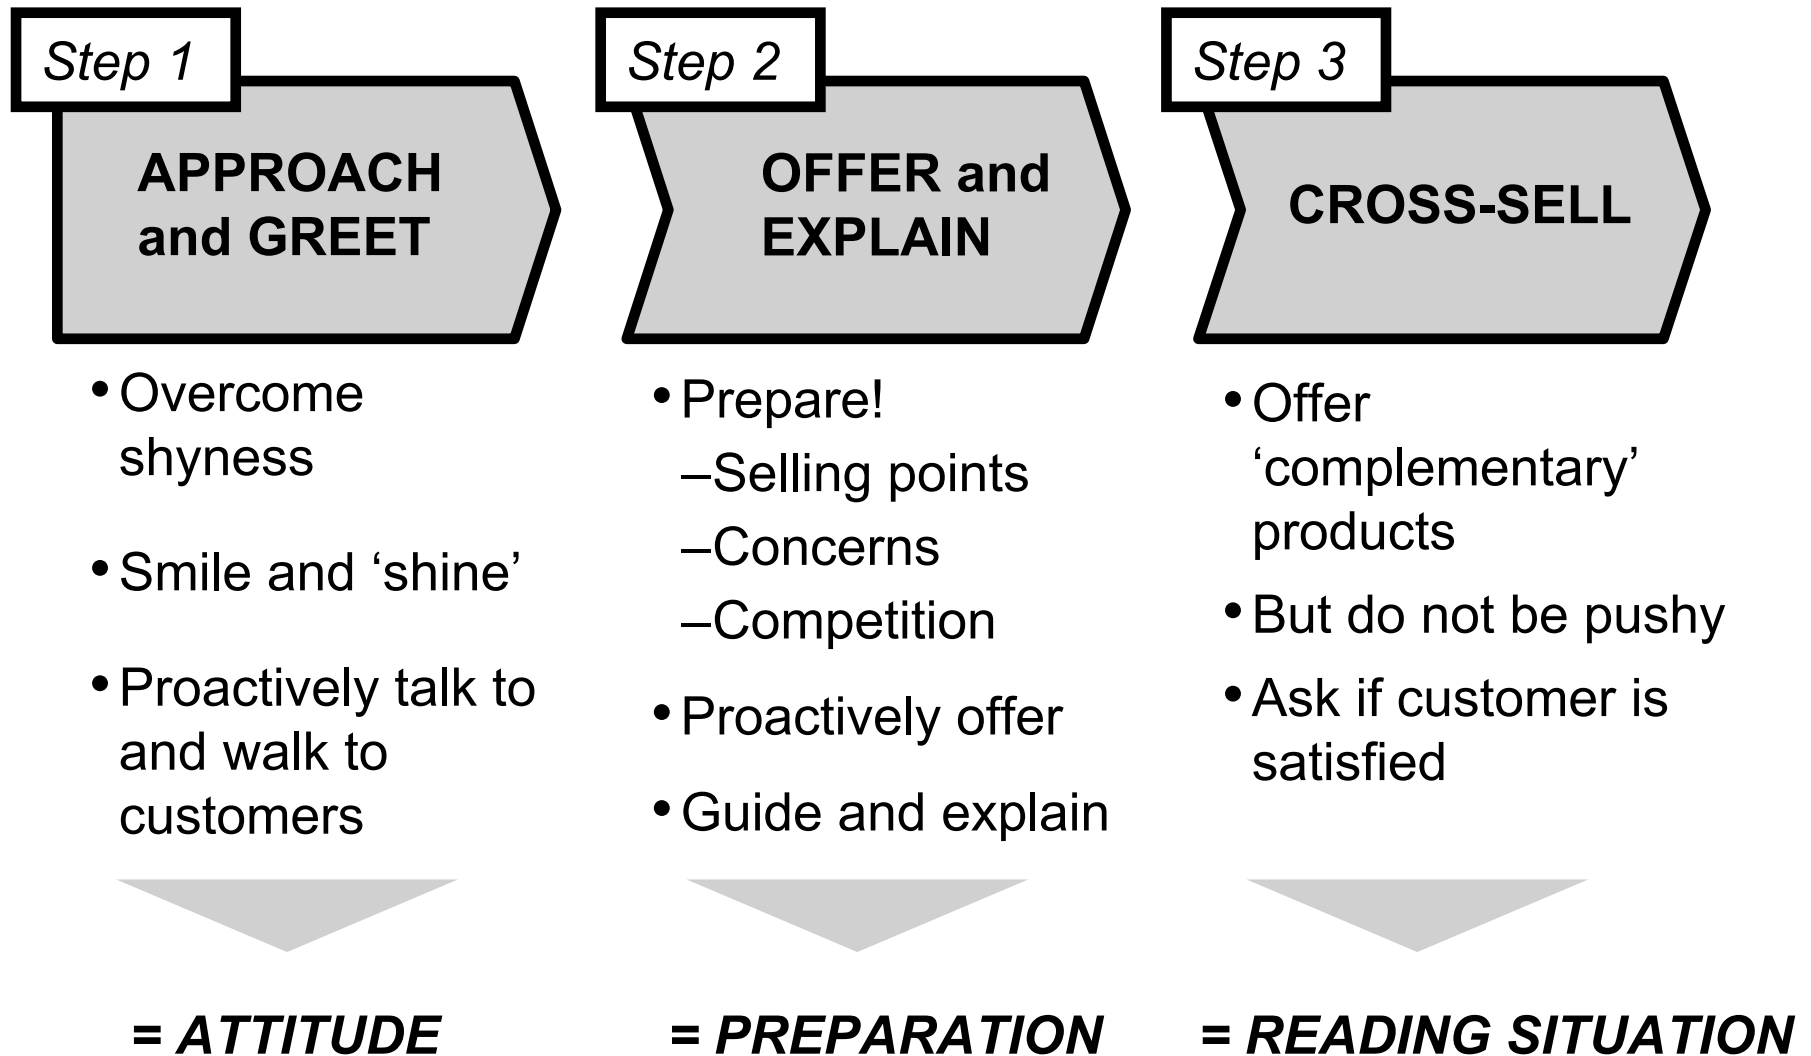 Step 1
APPROACH
and GREET
• Overcome
shyness
• Smile and ‘shine’
• Proactively talk to
and walk to
customers
= ATTITUDE
Step 2
OFFER and
EXPLAIN
• Prepare!
–Selling points
–Concerns
–Competition
• Proactively offer
• Guide and explain
= PREPARATION
Step 3
CROSS-SELL
• Offer
‘complementary’
products
• But do not be pushy
• Ask if customer is
satisfied
= READING SITUATION